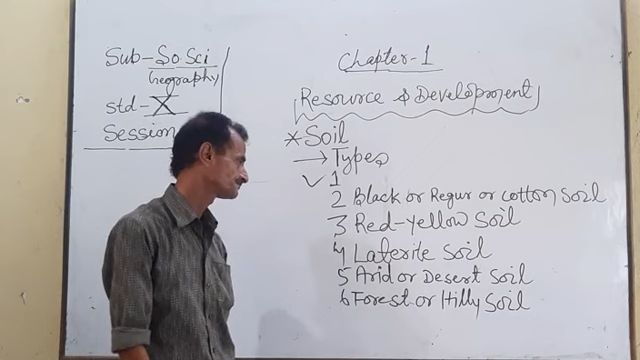 Sub-So.Sci
Geography
std-X
Session
Chapter-1
Resource & Development
*Soil
→Types
✓ 1
2 Black or Regur or Cotton Soil
3 Red-yellow Soil
4 Laterite Soil
5 Arid or Desert Soil
6 Forest or Hilly Soil